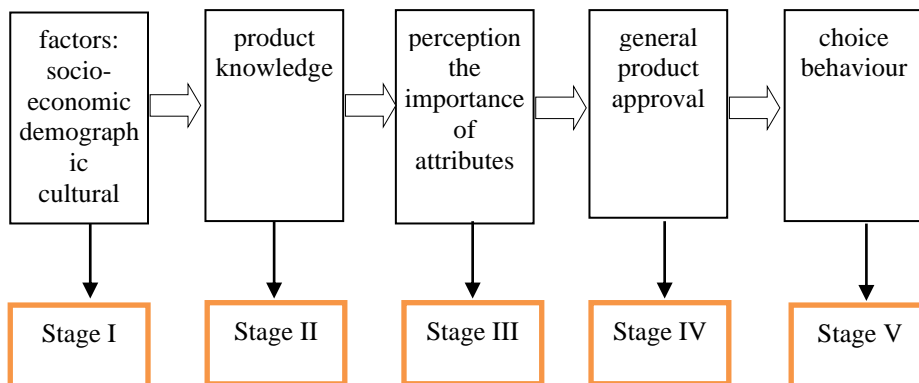 factors:
socio-
economic
demograph
ic
cultural
product
knowledge
perception
the
importance
of
attributes
general
product
approval
choice
behaviour
Stage I
Stage II
Stage III
Stage IV
Stage V